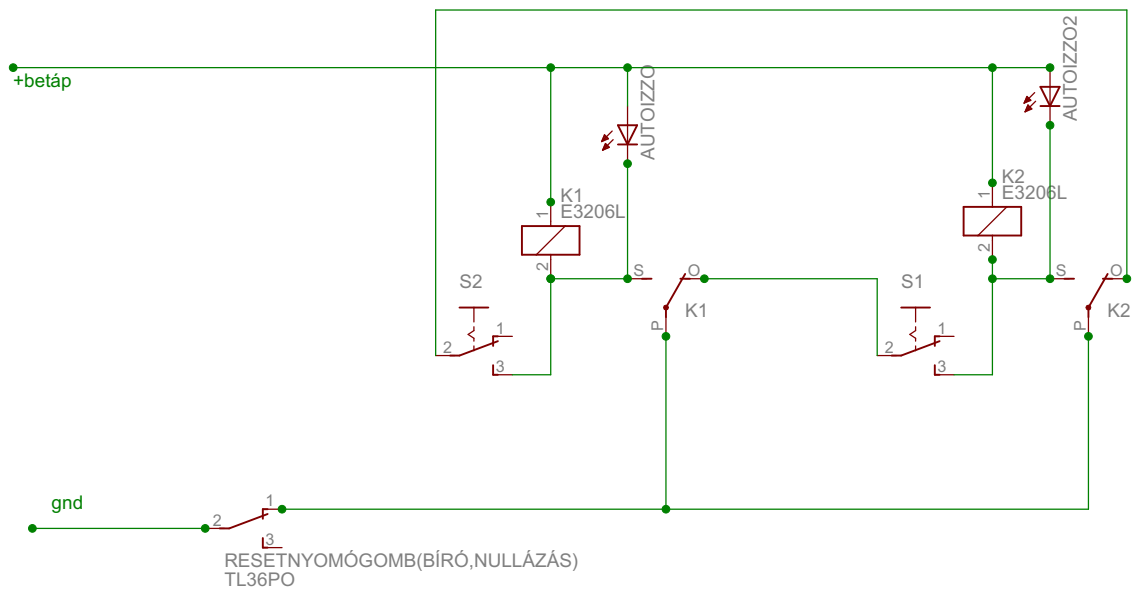 +betáp
AUTOIZZO
AUTOIZZO2
K1
E3206L
1
2
K2
E3206L
1
2
S2
1
2
3
S
O
P
K1
S1
1
2
3
S
O
P
K2
gnd
1
2
3
RESETNYOMÓGOMB(BÍRÓ,NULLÁZÁS)
TL36PO